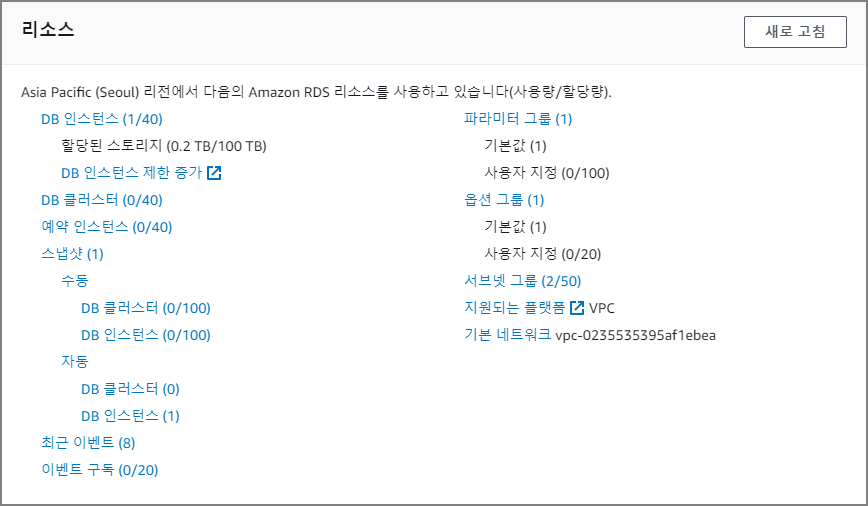 리소스
새로 고침
Asia Pacific (Seoul) 리전에서 다음의 Amazon RDS 리소스를 사용하고 있습니다(사용량/할당량).
DB 인스턴스 (1/40)
할당된 스토리지 (0.2 TB/100 TB)
DB 인스턴스 제한 증가
DB 클러스터 (0/40)
예약 인스턴스 (0/40)
스냅샷 (1)
수동
DB 클러스터 (0/100)
DB 인스턴스 (0/100)
자동
DB 클러스터 (0)
DB 인스턴스 (1)
최근 이벤트 (8)
이벤트 구독 (0/20)
파라미터 그룹 (1)
기본값 (1)
사용자 지정 (0/100)
옵션 그룹 (1)
기본값 (1)
사용자 지정 (0/20)
서브넷 그룹 (2/50)
지원되는 플랫폼 VPC
기본 네트워크 vpc-0235535395af1ebea